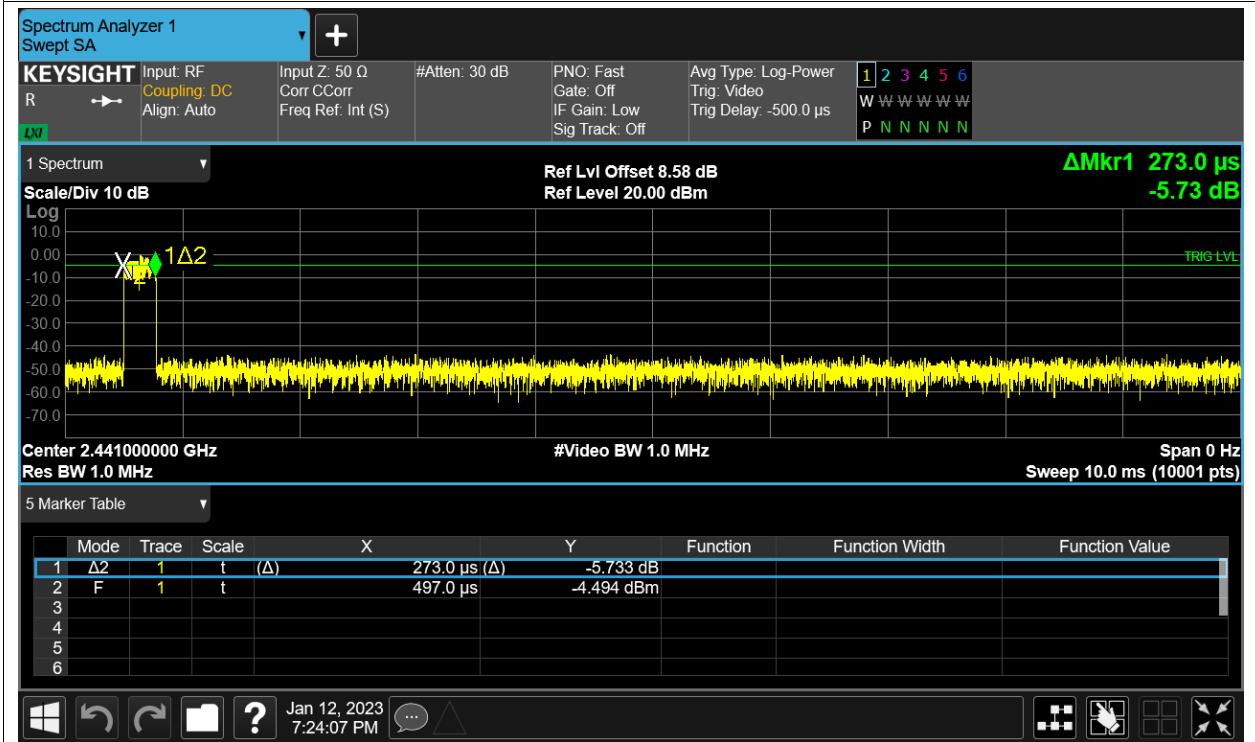 Spectrum Analyzer 1
Swept SA
+
KEYSIGHT
R
LXI
Input: RF
Coupling: DC
Align: Auto
Input Z: 50 Ω
Corr CCorr
Freq Ref: Int (S)
#Atten: 30 dB
PNO: Fast
Gate: Off
IF Gain: Low
Sig Track: Off
Avg Type: Log-Power
Trig: Video
Trig Delay: -500.0 µs
1 2 3 4 5 6
W W W W W W
P N N N N N
1 Spectrum
Scale/Div 10 dB
Log
Ref Lvl Offset 8.58 dB
Ref Level 20.00 dBm
ΔMkr1 273.0 µs
-5.73 dB
10.0
0.00
-10.0
-20.0
-30.0
-40.0
-50.0
-60.0
-70.0
X
1Δ2
2
TRIG LVL
Center 2.441000000 GHz
Res BW 1.0 MHz
#Video BW 1.0 MHz
Span 0 Hz
Sweep 10.0 ms (10001 pts)
5 Marker Table
Mode Trace Scale X Y Function Function Width Function Value
1 Δ2 1 t (Δ) 273.0 µs (Δ) -5.733 dB
2 F 1 t 497.0 µs -4.494 dBm
3
4
5
6
?
Jan 12, 2023
7:24:07 PM